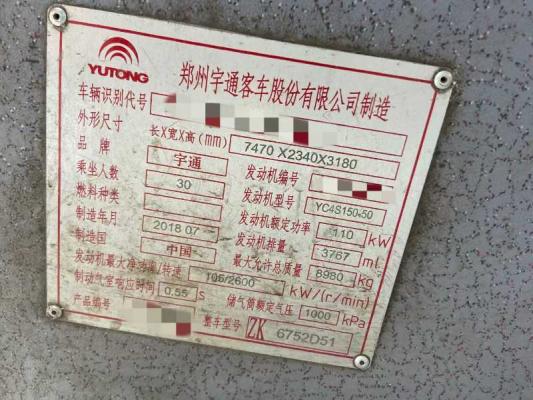 YUTONG
郑州宇通客车股份有限公司制造
车辆识别代号
外形尺寸 长X宽X高(mm) 7470 X2340X3180
品牌 宇通 发动机编号
乘坐人数 30 发动机型号 YC4S150-50
燃料种类 发动机额定功率 110 kW
制造年月 2018.07 发动机排量 3767 mL
制造国 中国 最大允许总质量 8980 kg
发动机最大净功率/转速 105/2600 kW/(r/min)
制动气室响应时间 0.55 S 储气筒额定气压 1000 kPa
产品编号 整车型号 ZK 6752D51